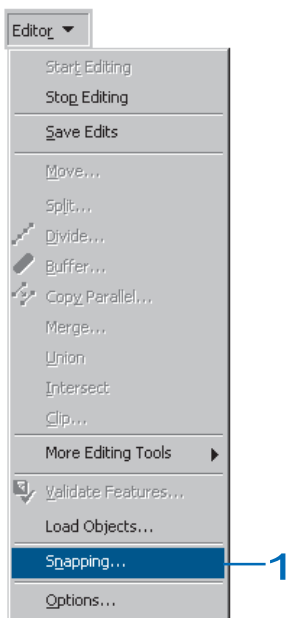 Editor
Start Editing
Stop Editing
Save Edits
Move...
Split...
Divide...
Buffer...
Copy Parallel...
Merge...
Union
Intersect
Clip...
More Editing Tools
Validate Features...
Load Objects...
Snapping... 1
Options...